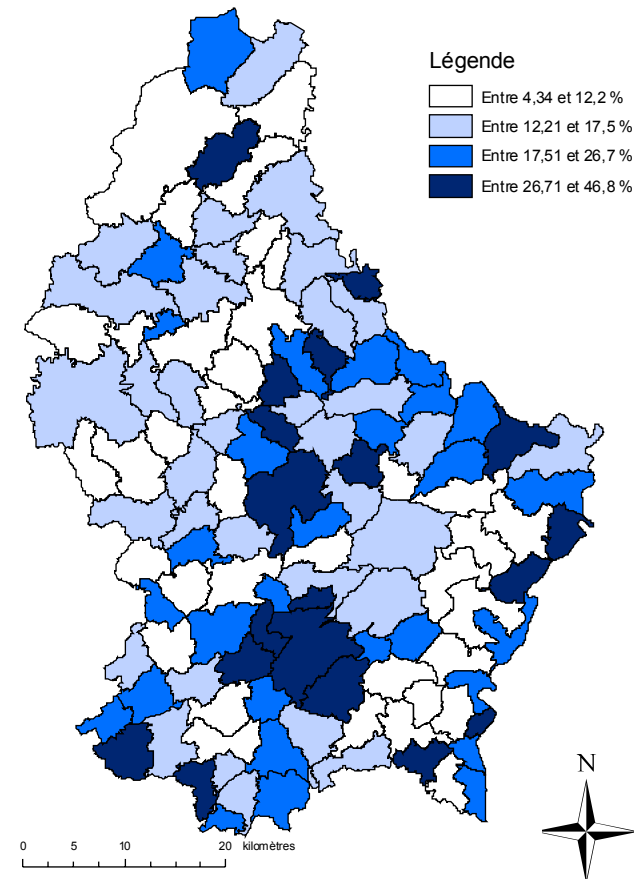 Légende
Entre 4,34 et 12,2 %
Entre 12,21 et 17,5 %
Entre 17,51 et 26,7 %
Entre 26,71 et 46,8 %
N
0 5 10 20 kilomètres